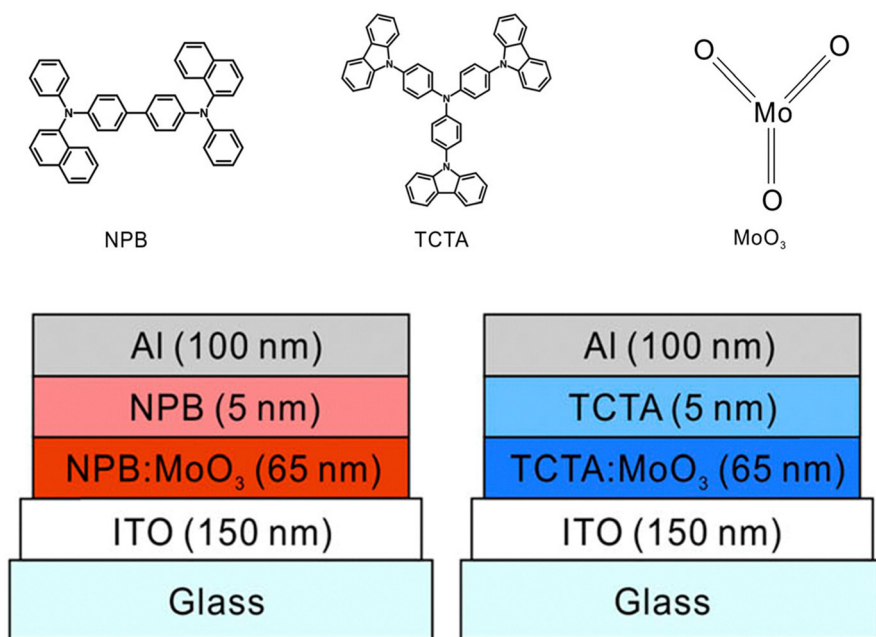 N
N
NPB
N
N
N
N
TCTA
O
O
Mo
O
MoO₃
Al (100 nm)
NPB (5 nm)
NPB:MoO₃ (65 nm)
ITO (150 nm)
Glass
Al (100 nm)
TCTA (5 nm)
TCTA:MoO₃ (65 nm)
ITO (150 nm)
Glass